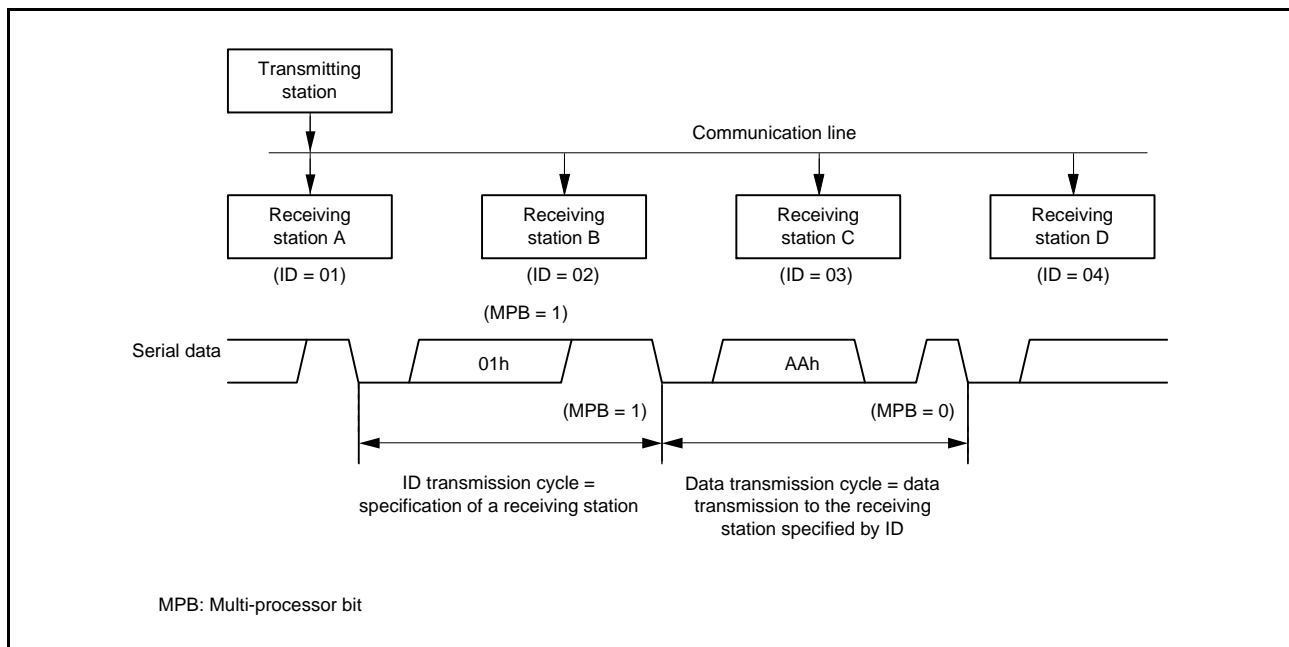 Transmitting
station
Communication line
Receiving
station A
Receiving
station B
Receiving
station C
Receiving
station D
(ID = 01)
(ID = 02)
(ID = 03)
(ID = 04)
(MPB = 1)
Serial data
01h
AAh
(MPB = 1)
(MPB = 0)
ID transmission cycle =
specification of a receiving station
Data transmission cycle = data
transmission to the receiving
station specified by ID
MPB: Multi-processor bit